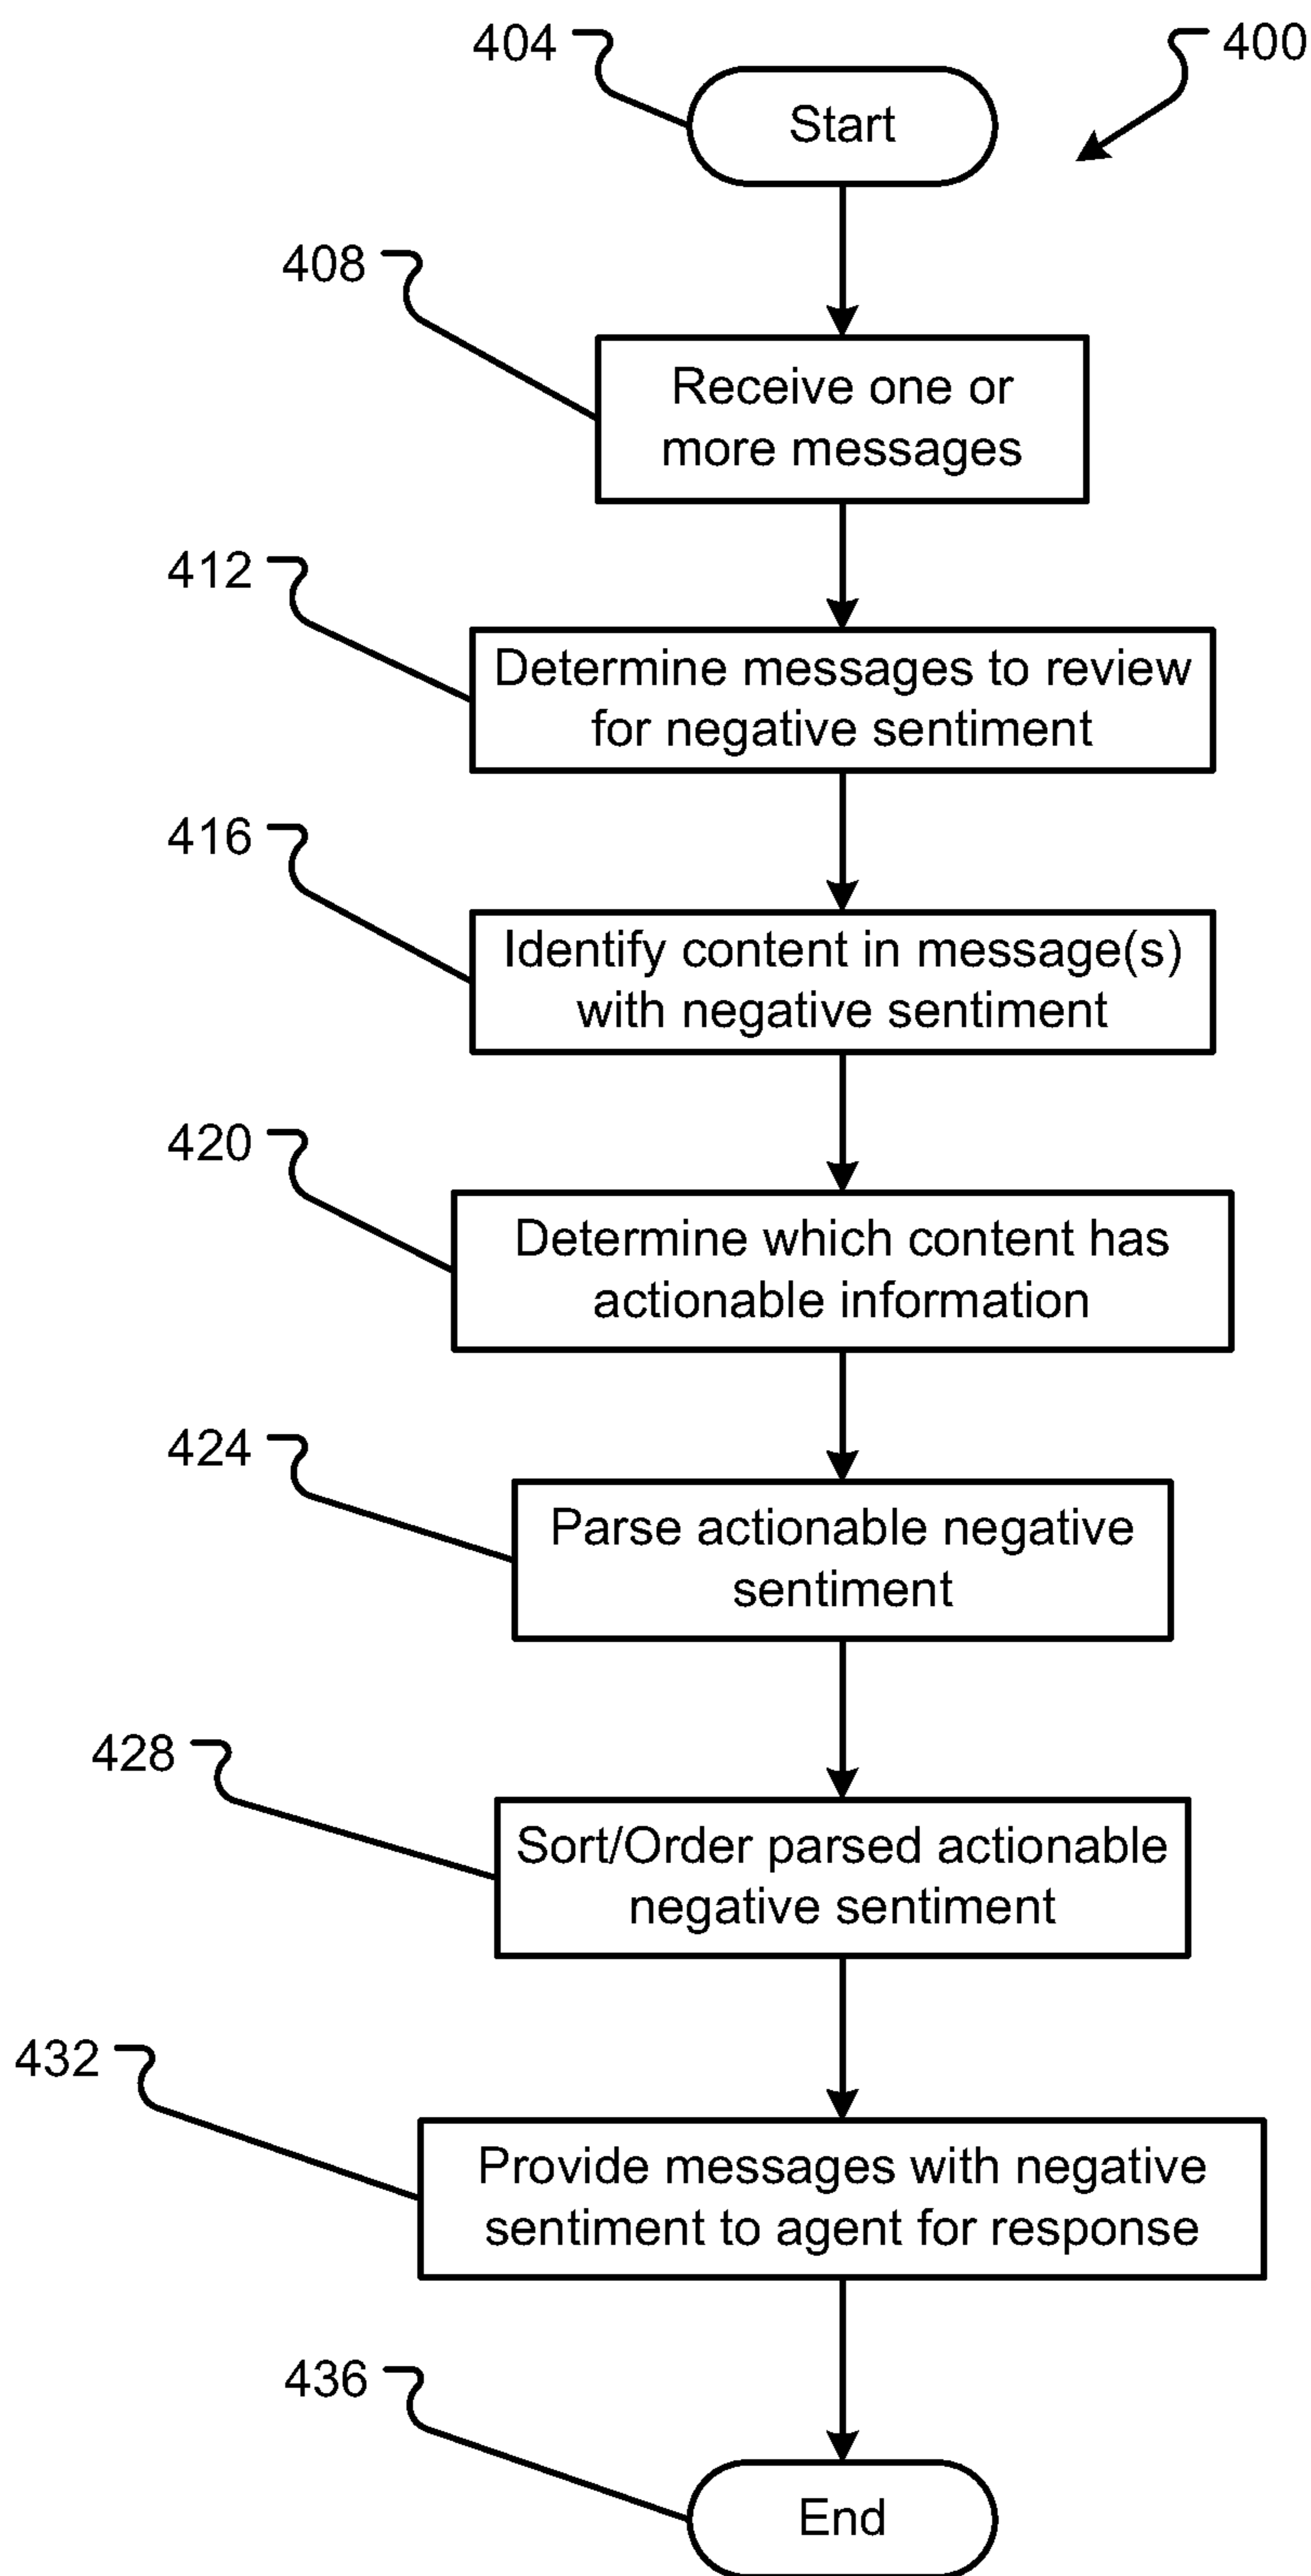 404
400
Start
408
Receive one or
more messages
412
Determine messages to review
for negative sentiment
416
Identify content in message(s)
with negative sentiment
420
Determine which content has
actionable information
424
Parse actionable negative
sentiment
428
Sort/Order parsed actionable
negative sentiment
432
Provide messages with negative
sentiment to agent for response
436
End